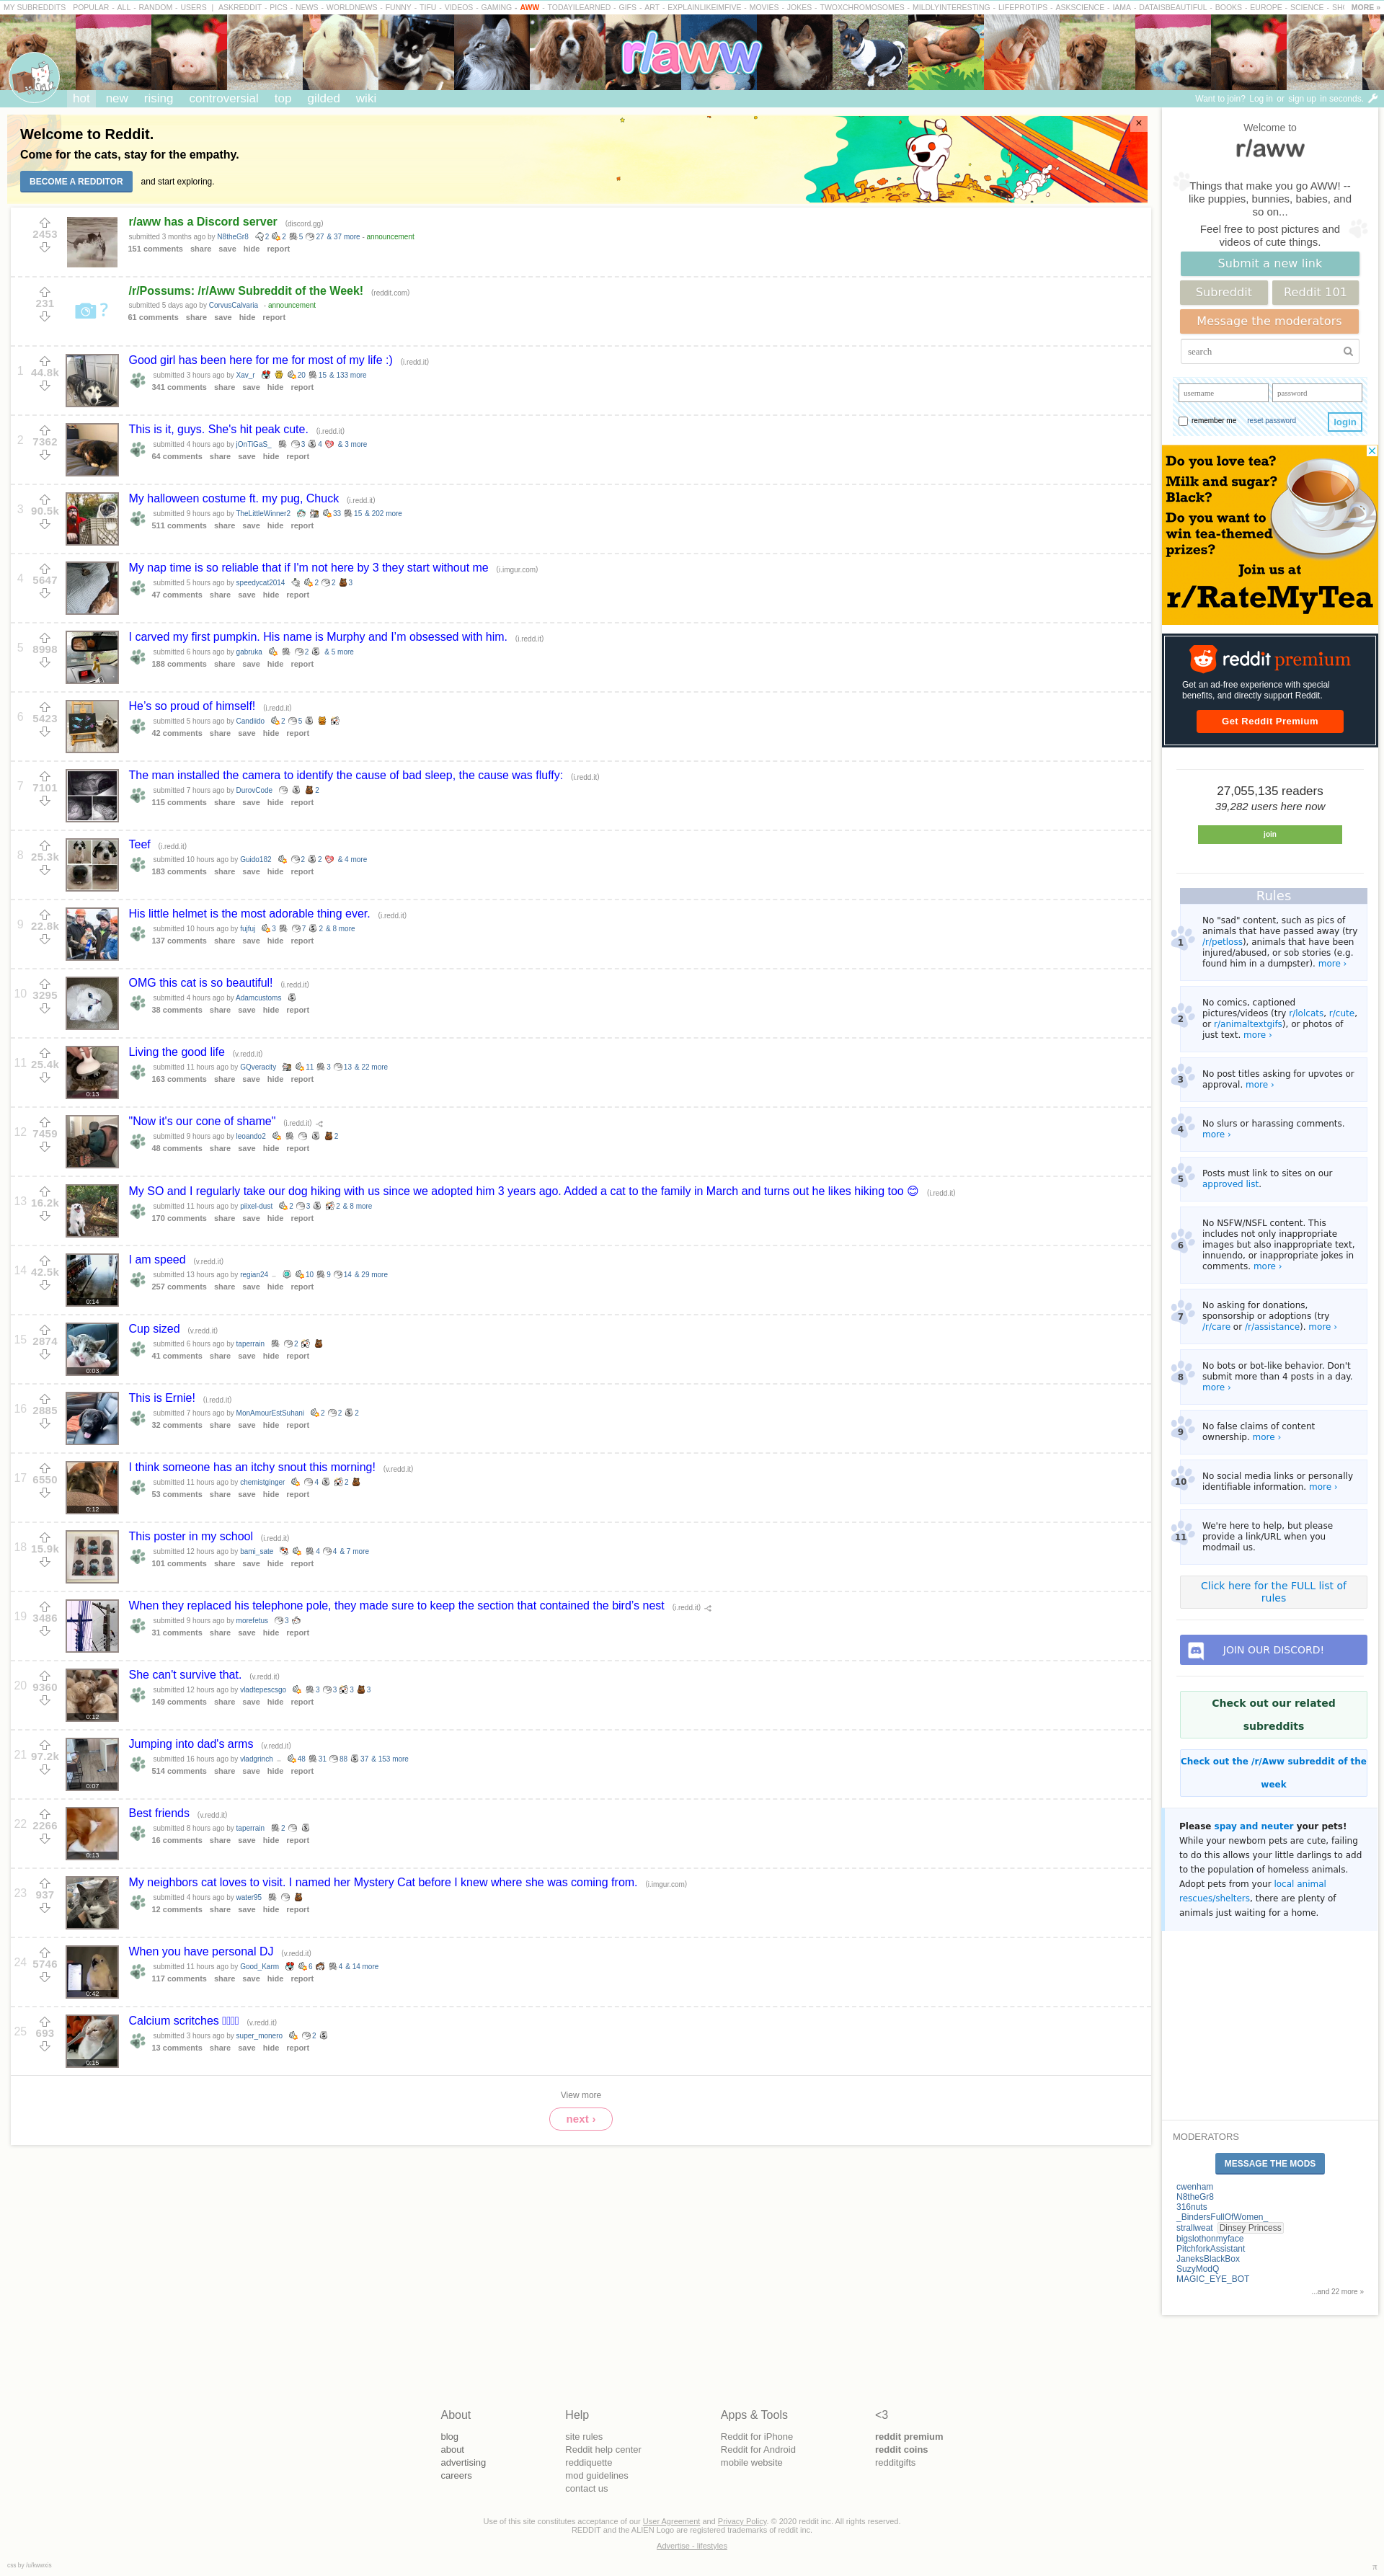 MY SUBREDDITS POPULAR - ALL - RANDOM - USERS | ASKREDDIT - PICS - NEWS - WORLDNEWS - FUNNY - TIFU - VIDEOS - GAMING - AWW - TODAYILEARNED - GIFS - ART - EXPLAINLIKEIMFIVE - MOVIES - JOKES - TWOXCHROMOSOMES - MILDLYINTERESTING - LIFEPROTIPS - ASKSCIENCE - IAMA - DATAISBEAUTIFUL - BOOKS - EUROPE - SCIENCE - MORE »
r/aww
hot new rising controversial top gilded wiki
Want to join? Log in or sign up in seconds.
Welcome to Reddit.
Come for the cats, stay for the empathy.
BECOME A REDDITOR and start exploring.
2453
r/aww has a Discord server (discord.gg)
submitted 3 months ago by N8theGr8 2 2 5 27 & 37 more - announcement
151 comments share save hide report
231
/r/Possums: /r/Aww Subreddit of the Week! (reddit.com)
submitted 5 days ago by CorvusCalvaria - announcement
61 comments share save hide report
1 44.8k
Good girl has been here for me for most of my life :) (i.redd.it)
submitted 3 hours ago by Xav_r 20 15 & 133 more
341 comments share save hide report
2 7362
This is it, guys. She's hit peak cute. (i.redd.it)
submitted 4 hours ago by jOnTiGaS_ 3 4 & 3 more
64 comments share save hide report
3 90.5k
My halloween costume ft. my pug, Chuck (i.redd.it)
submitted 9 hours ago by TheLittleWinner2 33 15 & 202 more
511 comments share save hide report
4 5647
My nap time is so reliable that if I'm not here by 3 they start without me (i.imgur.com)
submitted 5 hours ago by speedycat2014 2 2 3
47 comments share save hide report
5 8998
I carved my first pumpkin. His name is Murphy and I'm obsessed with him. (i.redd.it)
submitted 6 hours ago by gabruka 2 & 5 more
188 comments share save hide report
6 5423
He's so proud of himself! (i.redd.it)
submitted 5 hours ago by Candiido 2 5
42 comments share save hide report
7 7101
The man installed the camera to identify the cause of bad sleep, the cause was fluffy: (i.redd.it)
submitted 7 hours ago by DurovCode 2
115 comments share save hide report
8 25.3k
Teef (i.redd.it)
submitted 10 hours ago by Guido182 2 2 & 4 more
183 comments share save hide report
9 22.8k
His little helmet is the most adorable thing ever. (i.redd.it)
submitted 10 hours ago by fujfuj 3 7 2 & 8 more
137 comments share save hide report
10 3295
OMG this cat is so beautiful! (i.redd.it)
submitted 4 hours ago by Adamcustoms
38 comments share save hide report
11 25.4k
0:13
Living the good life (v.redd.it)
submitted 11 hours ago by GQveracity 11 3 13 & 22 more
163 comments share save hide report
12 7459
"Now it's our cone of shame" (i.redd.it)
submitted 9 hours ago by leoando2 2
48 comments share save hide report
13 16.2k
My SO and I regularly take our dog hiking with us since we adopted him 3 years ago. Added a cat to the family in March and turns out he likes hiking too 😊 (i.redd.it)
submitted 11 hours ago by piixel-dust 2 3 2 & 8 more
170 comments share save hide report
14 42.5k
0:14
I am speed (v.redd.it)
submitted 13 hours ago by regian24 .. 10 9 14 & 29 more
257 comments share save hide report
15 2874
0:03
Cup sized (v.redd.it)
submitted 6 hours ago by taperrain 2
41 comments share save hide report
16 2885
This is Ernie! (i.redd.it)
submitted 7 hours ago by MonAmourEstSuhani 2 2 2
32 comments share save hide report
17 6550
0:12
I think someone has an itchy snout this morning! (v.redd.it)
submitted 11 hours ago by chemistginger 4 2
53 comments share save hide report
18 15.9k
This poster in my school (i.redd.it)
submitted 12 hours ago by bami_sate 4 4 & 7 more
101 comments share save hide report
19 3486
When they replaced his telephone pole, they made sure to keep the section that contained the bird's nest (i.redd.it)
submitted 9 hours ago by morefetus 3
31 comments share save hide report
20 9360
0:12
She can't survive that. (v.redd.it)
submitted 12 hours ago by vladtepescsgo 3 3 3 3
149 comments share save hide report
21 97.2k
0:07
Jumping into dad's arms (v.redd.it)
submitted 16 hours ago by vladgrinch .. 48 31 88 37 & 153 more
514 comments share save hide report
22 2266
0:13
Best friends (v.redd.it)
submitted 8 hours ago by taperrain 2
16 comments share save hide report
23 937
My neighbors cat loves to visit. I named her Mystery Cat before I knew where she was coming from. (i.imgur.com)
submitted 4 hours ago by water95
12 comments share save hide report
24 5746
0:42
When you have personal DJ (v.redd.it)
submitted 11 hours ago by Good_Karm 6 4 & 14 more
117 comments share save hide report
25 693
0:15
Calcium scritches (v.redd.it)
submitted 3 hours ago by super_monero 2
13 comments share save hide report
View more
next ›
Welcome to
r/aww
Things that make you go AWW! --
like puppies, bunnies, babies, and
so on...
Feel free to post pictures and
videos of cute things.
Submit a new link
Subreddit Reddit 101
Message the moderators
search
username password
remember me reset password login
Do you love tea?
Milk and sugar?
Black?
Do you want to
win tea-themed
prizes?
Join us at
r/RateMyTea
reddit premium
Get an ad-free experience with special
benefits, and directly support Reddit.
Get Reddit Premium
27,055,135 readers
39,282 users here now
join
Rules
1 No "sad" content, such as pics of
animals that have passed away (try
/r/petloss), animals that have been
injured/abused, or sob stories (e.g.
found him in a dumpster). more ›
2 No comics, captioned
pictures/videos (try r/lolcats, r/cute,
or r/animaltextgifs), or photos of
just text. more ›
3 No post titles asking for upvotes or
approval. more ›
4 No slurs or harassing comments.
more ›
5 Posts must link to sites on our
approved list.
6 No NSFW/NSFL content. This
includes not only inappropriate
images but also inappropriate text,
innuendo, or inappropriate jokes in
comments. more ›
7 No asking for donations,
sponsorship or adoptions (try
/r/care or /r/assistance). more ›
8 No bots or bot-like behavior. Don't
submit more than 4 posts in a day.
more ›
9 No false claims of content
ownership. more ›
10 No social media links or personally
identifiable information. more ›
11 We're here to help, but please
provide a link/URL when you
modmail us.
Click here for the FULL list of
rules
JOIN OUR DISCORD!
Check out our related
subreddits
Check out the /r/Aww subreddit of the
week
Please spay and neuter your pets!
While your newborn pets are cute, failing
to do this allows your little darlings to add
to the population of homeless animals.
Adopt pets from your local animal
rescues/shelters, there are plenty of
animals just waiting for a home.
MODERATORS
MESSAGE THE MODS
cwenham
N8theGr8
316nuts
_BindersFullOfWomen_
strallweat Dinsey Princess
bigslothonmyface
PitchforkAssistant
JaneksBlackBox
SuzyModQ
MAGIC_EYE_BOT
...and 22 more »
About
blog
about
advertising
careers
Help
site rules
Reddit help center
reddiquette
mod guidelines
contact us
Apps & Tools
Reddit for iPhone
Reddit for Android
mobile website
<3
reddit premium
reddit coins
redditgifts
Use of this site constitutes acceptance of our User Agreement and Privacy Policy. © 2020 reddit inc. All rights reserved.
REDDIT and the ALIEN Logo are registered trademarks of reddit inc.
Advertise - lifestyles
π